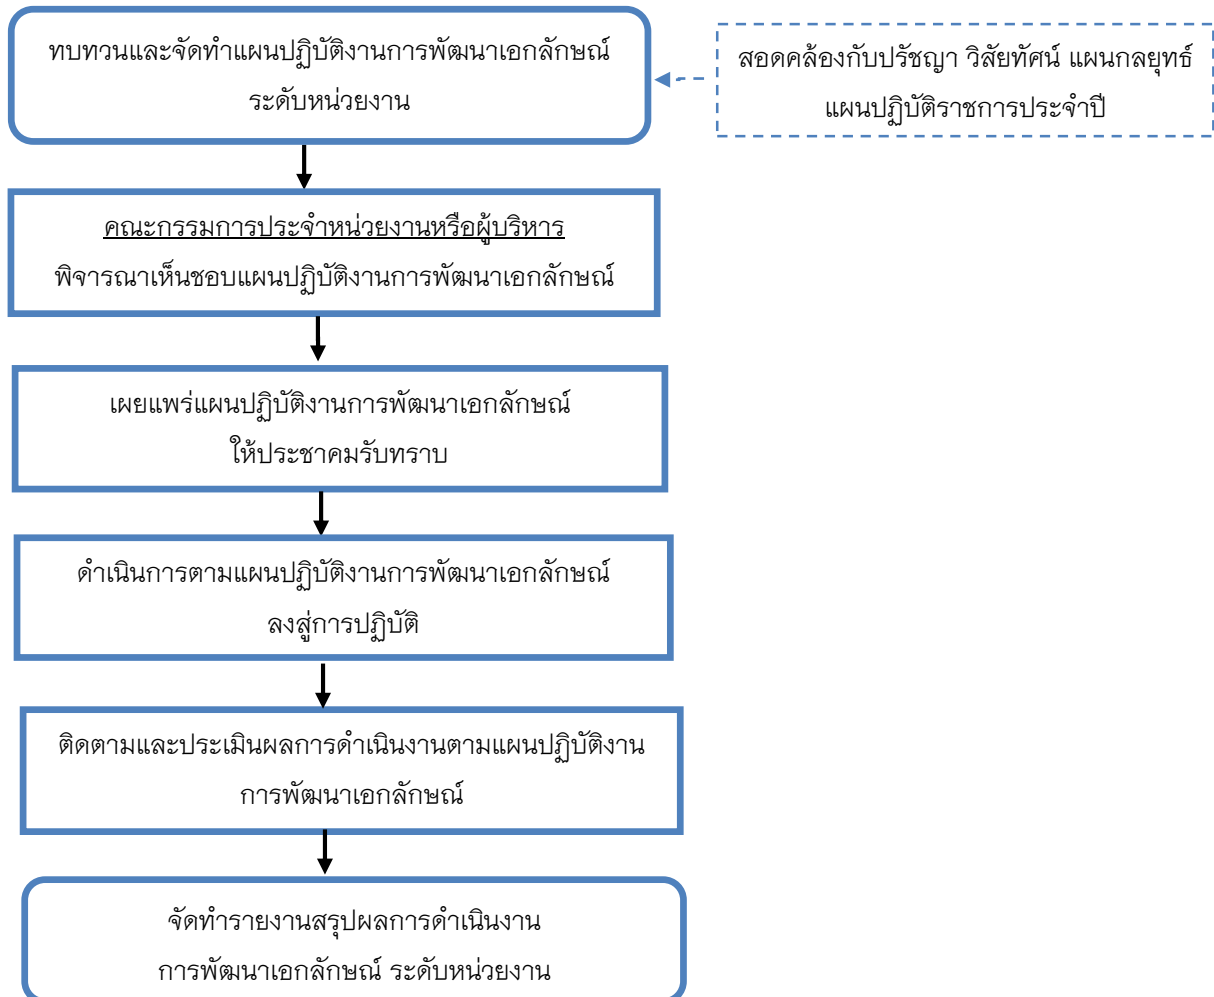 ทบทวนและจัดทำแผนปฏิบัติงานการพัฒนาเอกลักษณ์
ระดับหน่วยงาน
สอดคล้องกับปรัชญา วิสัยทัศน์ แผนกลยุทธ์
แผนปฏิบัติราชการประจำปี
คณะกรรมการประจำหน่วยงานหรือผู้บริหาร
พิจารณาเห็นชอบแผนปฏิบัติงานการพัฒนาเอกลักษณ์
เผยแพร่แผนปฏิบัติงานการพัฒนาเอกลักษณ์
ให้ประชาคมรับทราบ
ดำเนินการตามแผนปฏิบัติงานการพัฒนาเอกลักษณ์
ลงสู่การปฏิบัติ
ติดตามและประเมินผลการดำเนินงานตามแผนปฏิบัติงาน
การพัฒนาเอกลักษณ์
จัดทำรายงานสรุปผลการดำเนินงาน
การพัฒนาเอกลักษณ์ ระดับหน่วยงาน